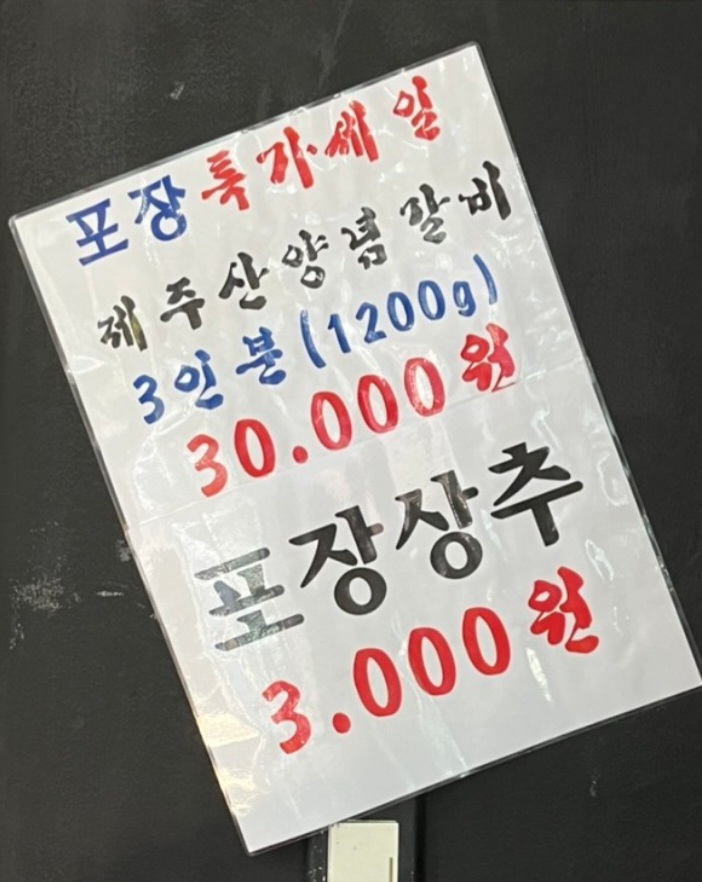 포장 특가세일
제주산양념갈비
3인분(1200g)
30.000원
포장상추
3.000원